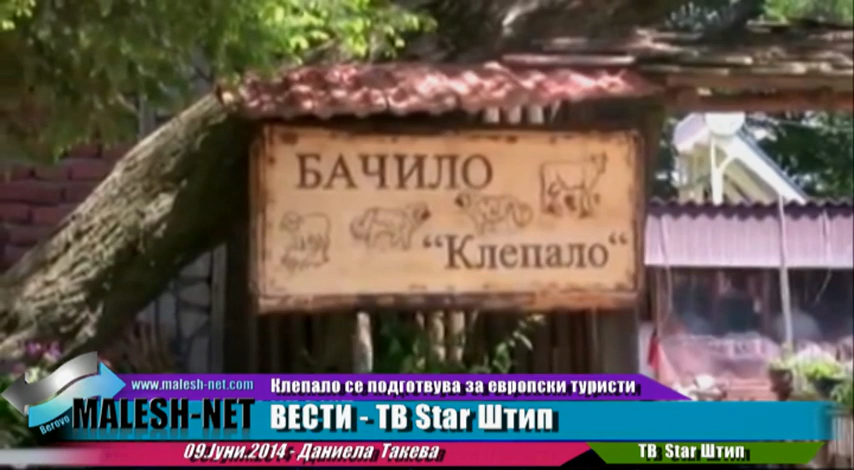 БАЧИЛО
“Клепало“
www.malesh-net.com
Клепало се подготвува за европски туристи
MALESH-NET
Berovo
ВЕСТИ - ТВ Star Штип
09.Јуни.2014 - Даниела Такева
ТВ Star Штип